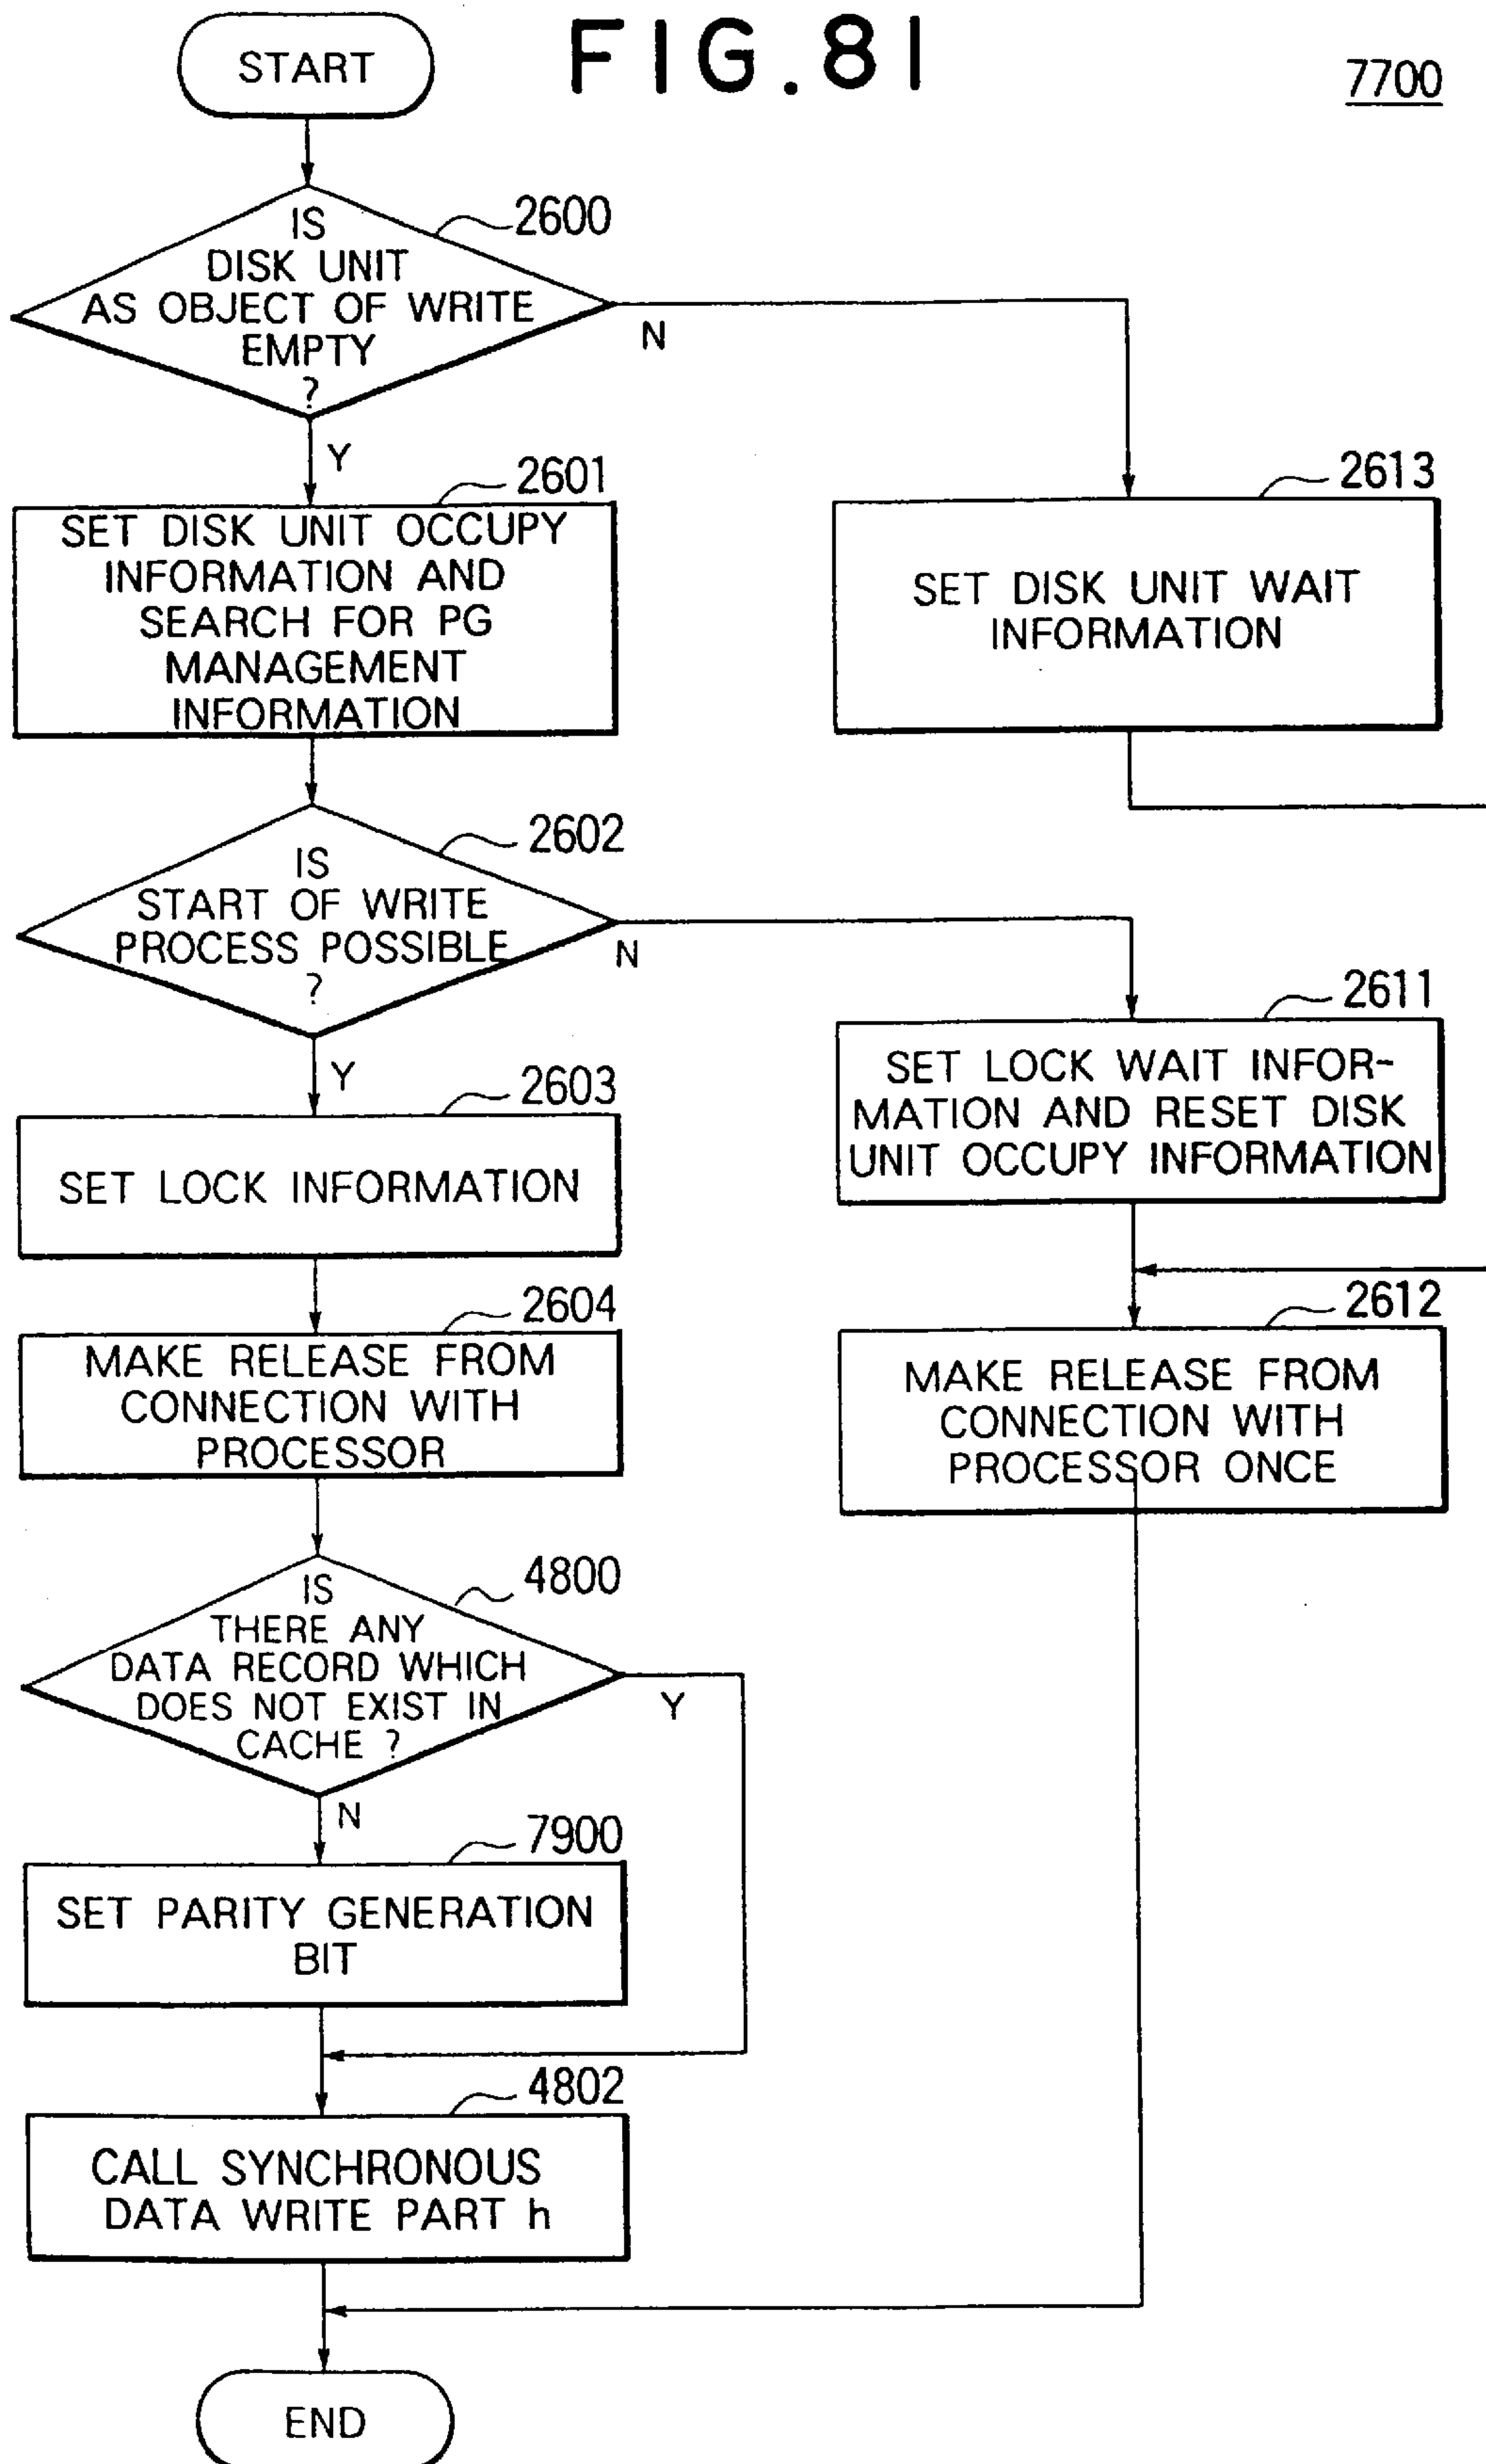 FIG.81
7700
START
2600
IS
DISK UNIT
AS OBJECT OF WRITE
EMPTY
?
N
Y
2601
SET DISK UNIT OCCUPY
INFORMATION AND
SEARCH FOR PG
MANAGEMENT
INFORMATION
2613
SET DISK UNIT WAIT
INFORMATION
2602
IS
START OF WRITE
PROCESS POSSIBLE
?
N
Y
2611
SET LOCK WAIT INFOR-
MATION AND RESET DISK
UNIT OCCUPY INFORMATION
2603
SET LOCK INFORMATION
2604
MAKE RELEASE FROM
CONNECTION WITH
PROCESSOR
2612
MAKE RELEASE FROM
CONNECTION WITH
PROCESSOR ONCE
4800
IS
THERE ANY
DATA RECORD WHICH
DOES NOT EXIST IN
CACHE ?
Y
N
7900
SET PARITY GENERATION
BIT
4802
CALL SYNCHRONOUS
DATA WRITE PART h
END